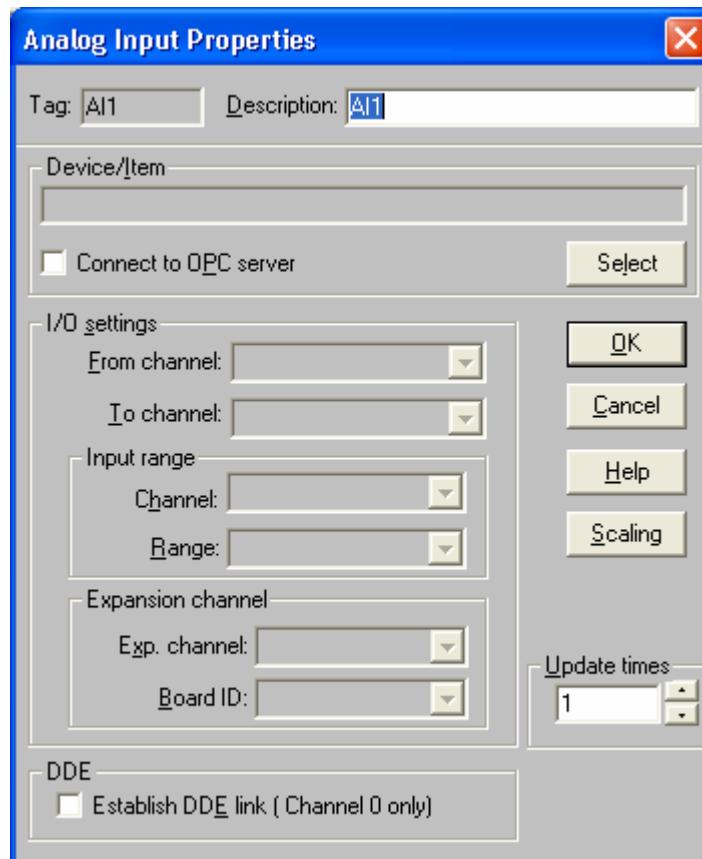 Analog Input Properties
Tag: AI1 Description: AI1
Device/Item
Connect to OPC server Select
I/O settings
From channel:
OK
To channel:
Cancel
Input range
Channel:
Help
Range:
Scaling
Expansion channel
Exp. channel:
Board ID:
Update times
1
DDE
Establish DDE link ( Channel 0 only)